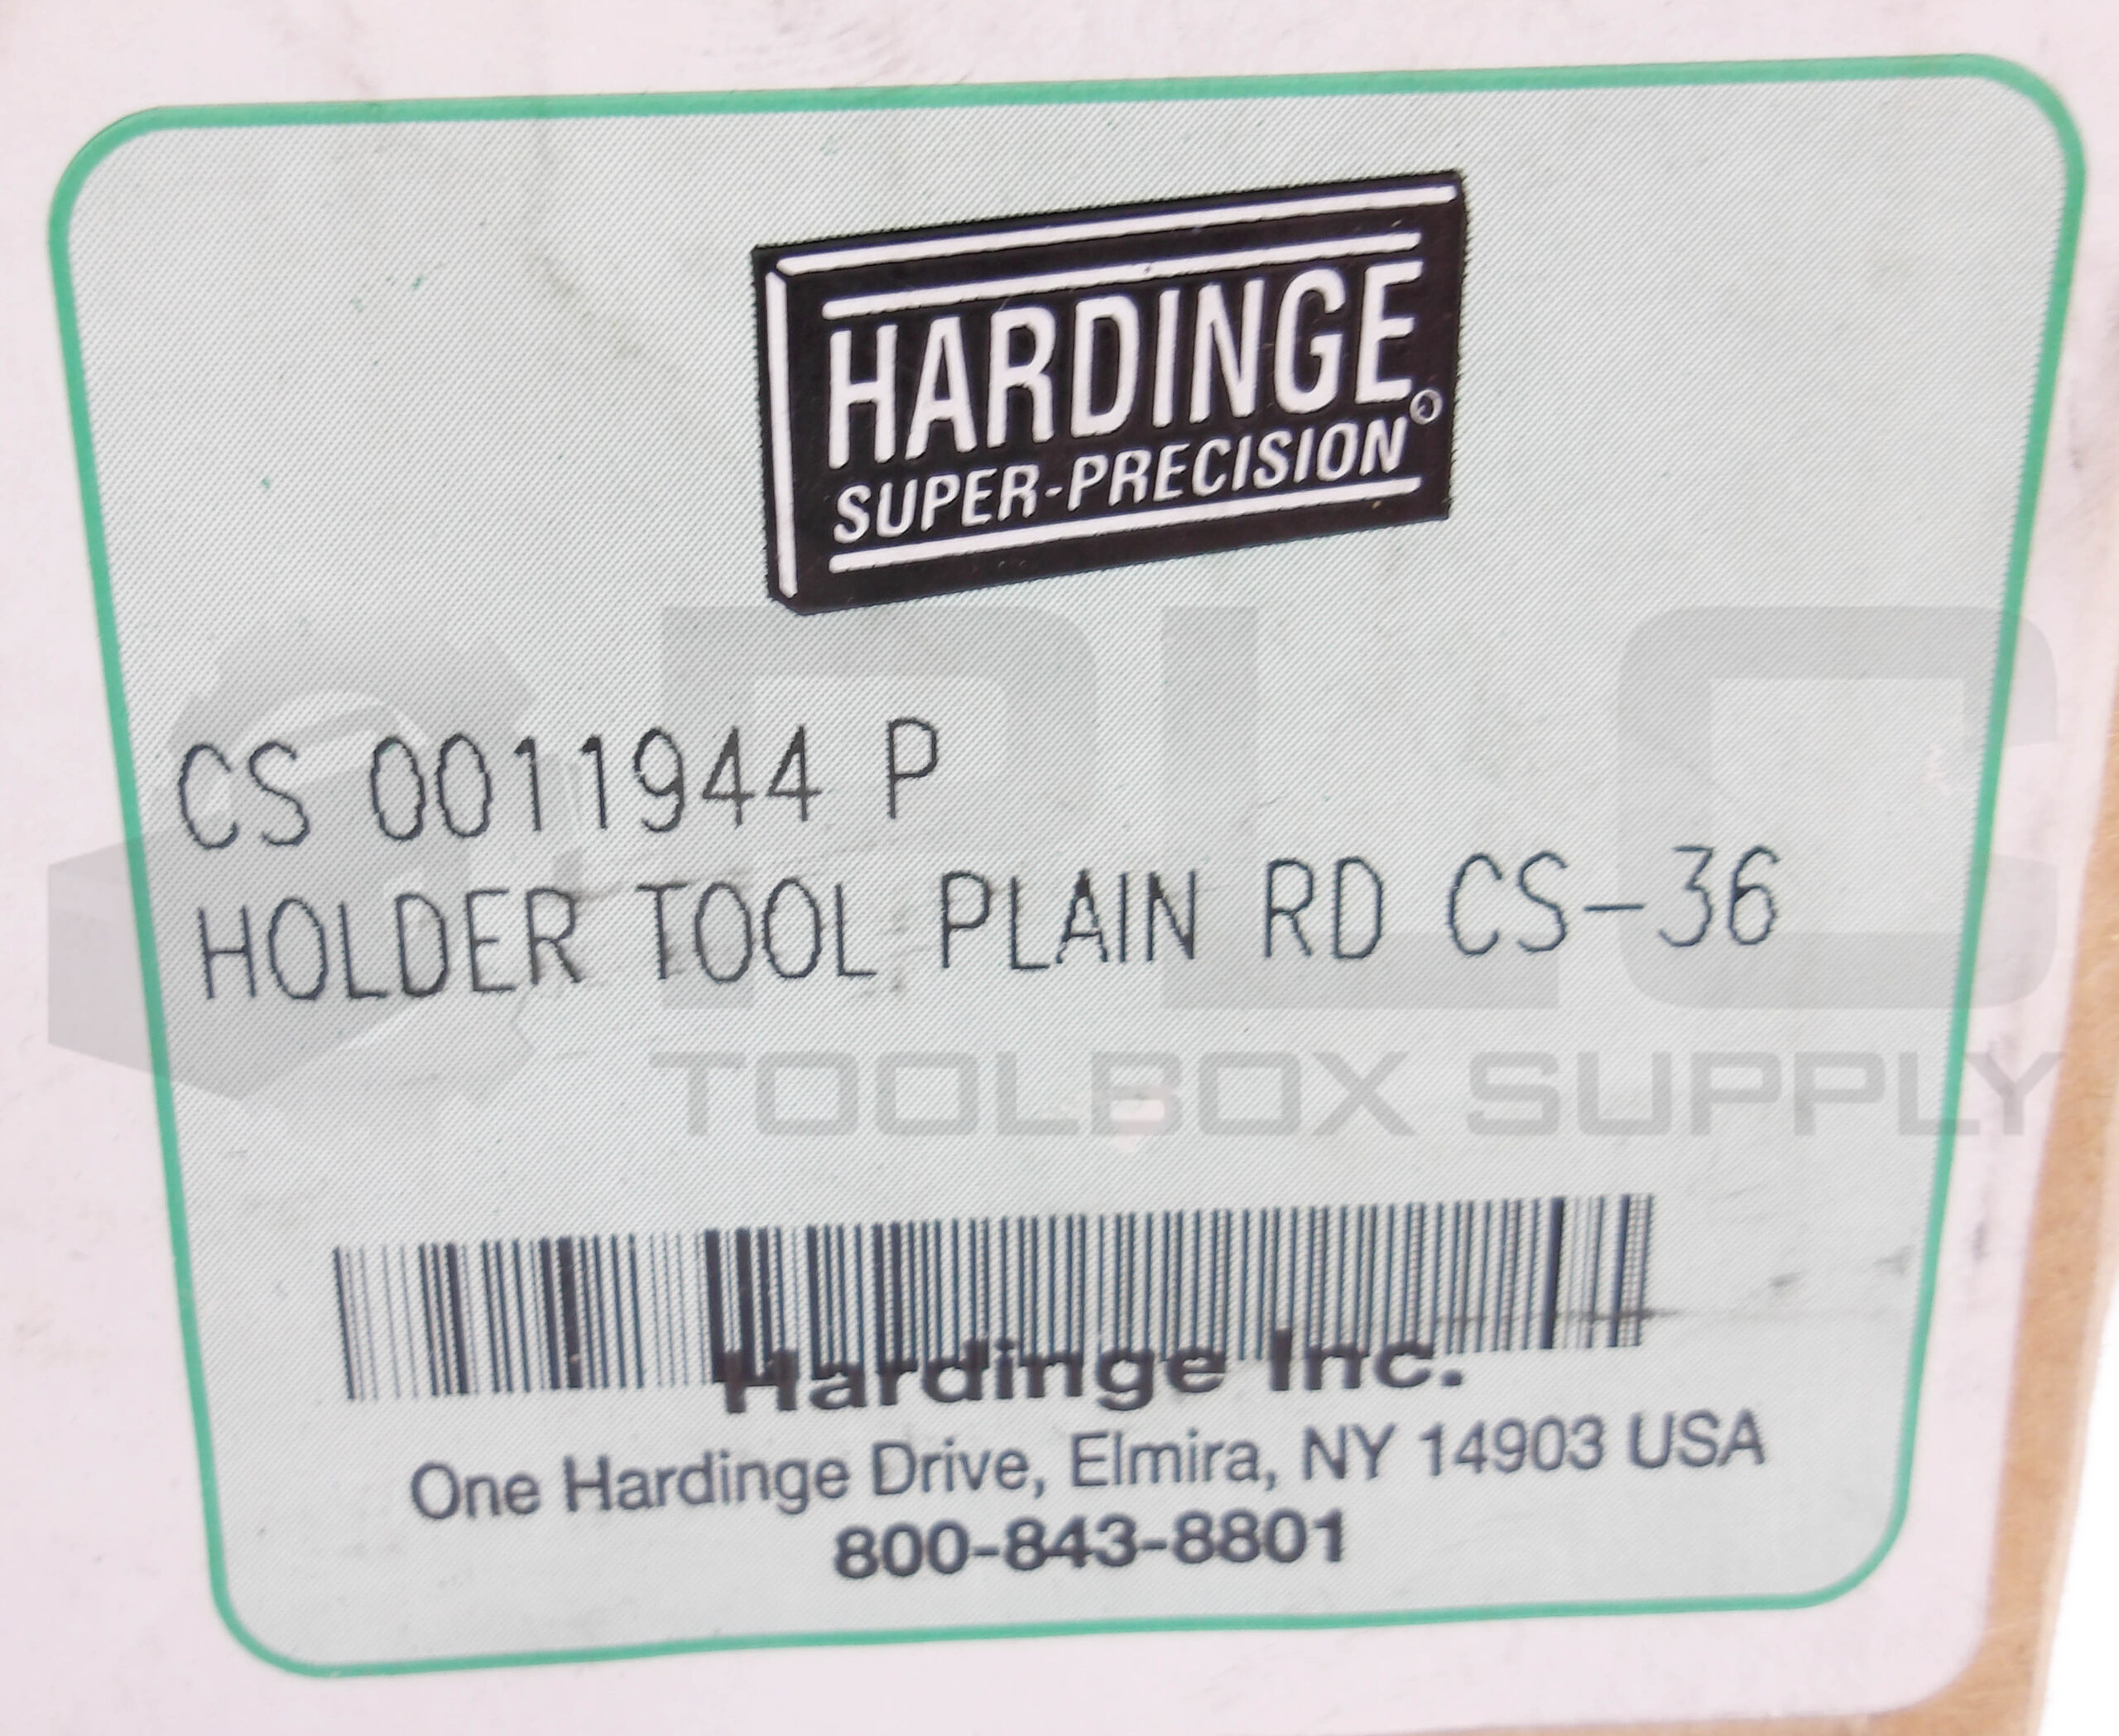 HARDINGE
SUPER-PRECISION®
CS 0011944 P
HOLDER TOOL PLAIN RD CS-36
PLC
TOOLBOX SUPPLY
Hardinge Inc.
One Hardinge Drive, Elmira, NY 14903 USA
800-843-8801